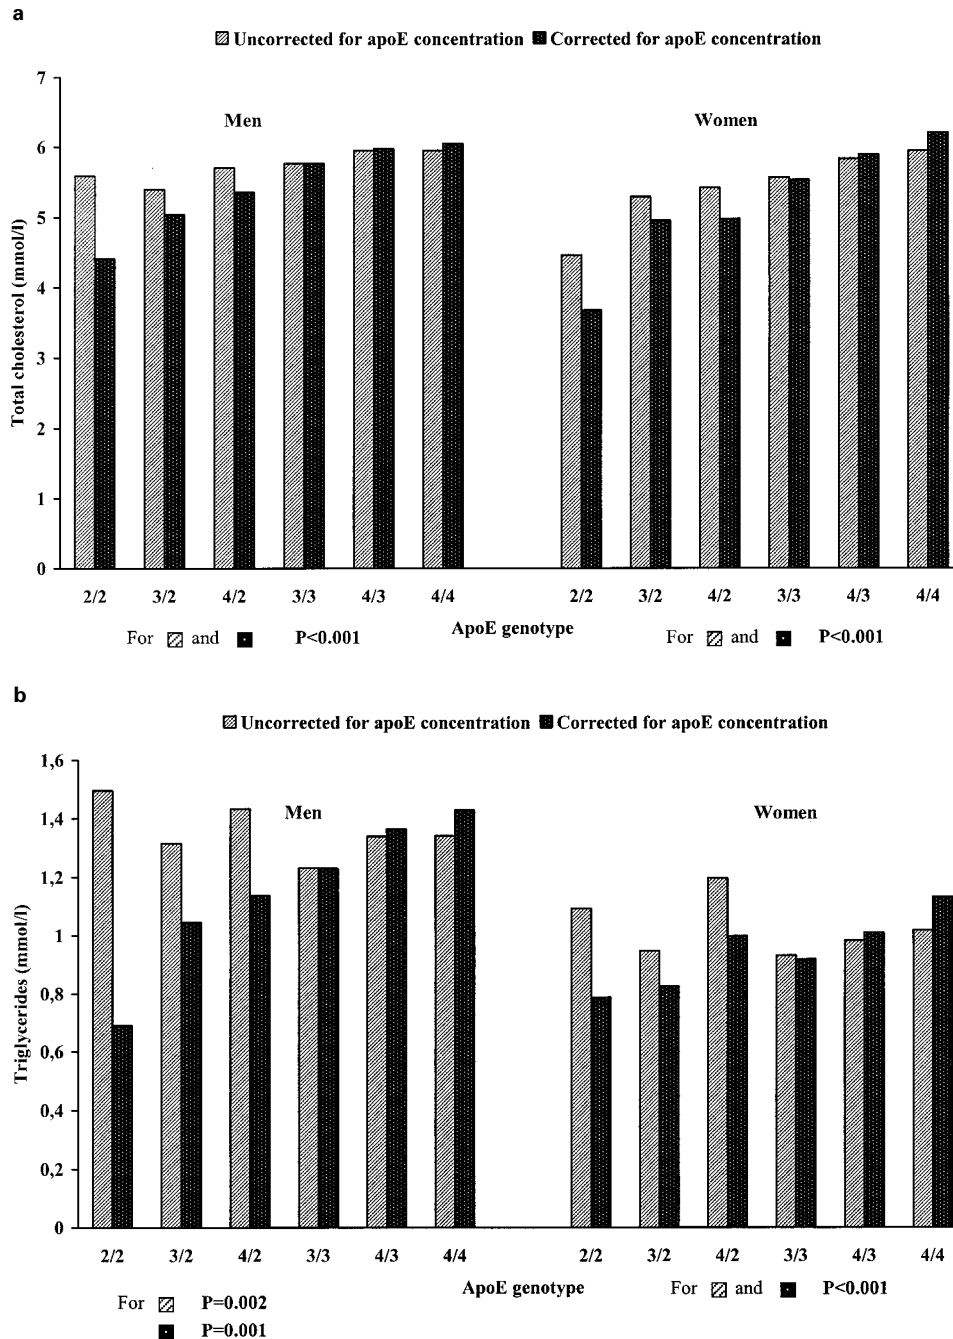 a
Uncorrected for apoE concentration Corrected for apoE concentration
7
6
5
4
3
2
1
0
Total cholesterol (mmol/l)
Men
Women
2/2 3/2 4/2 3/3 4/3 4/4 2/2 3/2 4/2 3/3 4/3 4/4
ApoE genotype
For and P<0.001
For and P<0.001
b
Uncorrected for apoE concentration Corrected for apoE concentration
1,6
1,4
1,2
1
0,8
0,6
0,4
0,2
0
Triglycerides (mmol/l)
Men
Women
2/2 3/2 4/2 3/3 4/3 4/4 2/2 3/2 4/2 3/3 4/3 4/4
ApoE genotype
For P=0.002
P=0.001
For and P<0.001